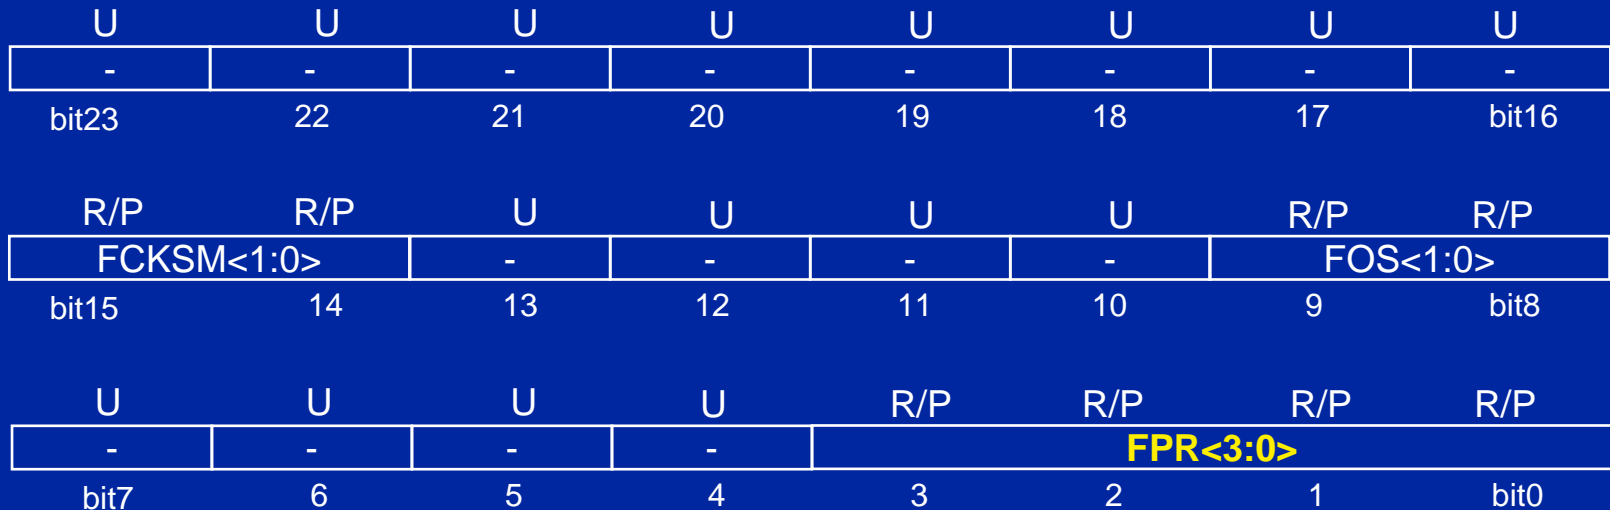 U U U U U U U U
- - - - - - - -
bit23 22 21 20 19 18 17 bit16
R/P R/P U U U U R/P R/P
FCKSM<1:0> - - - - FOS<1:0>
bit15 14 13 12 11 10 9 bit8
U U U U R/P R/P R/P R/P
- - - - FPR<3:0>
bit7 6 5 4 3 2 1 bit0